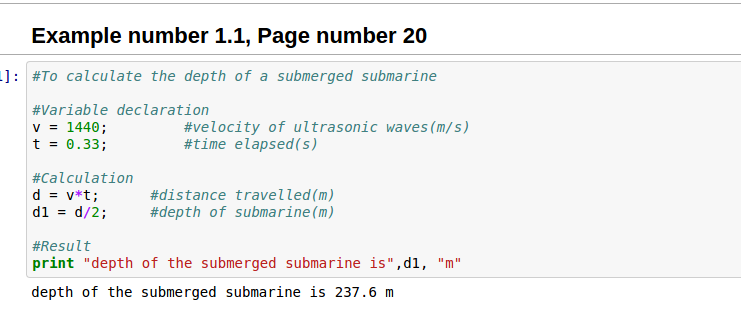 Example number 1.1, Page number 20
]: #To calculate the depth of a submerged submarine
#Variable declaration
v = 1440; #velocity of ultrasonic waves(m/s)
t = 0.33; #time elapsed(s)
#Calculation
d = v*t; #distance travelled(m)
d1 = d/2; #depth of submarine(m)
#Result
print "depth of the submerged submarine is",d1, "m"
depth of the submerged submarine is 237.6 m